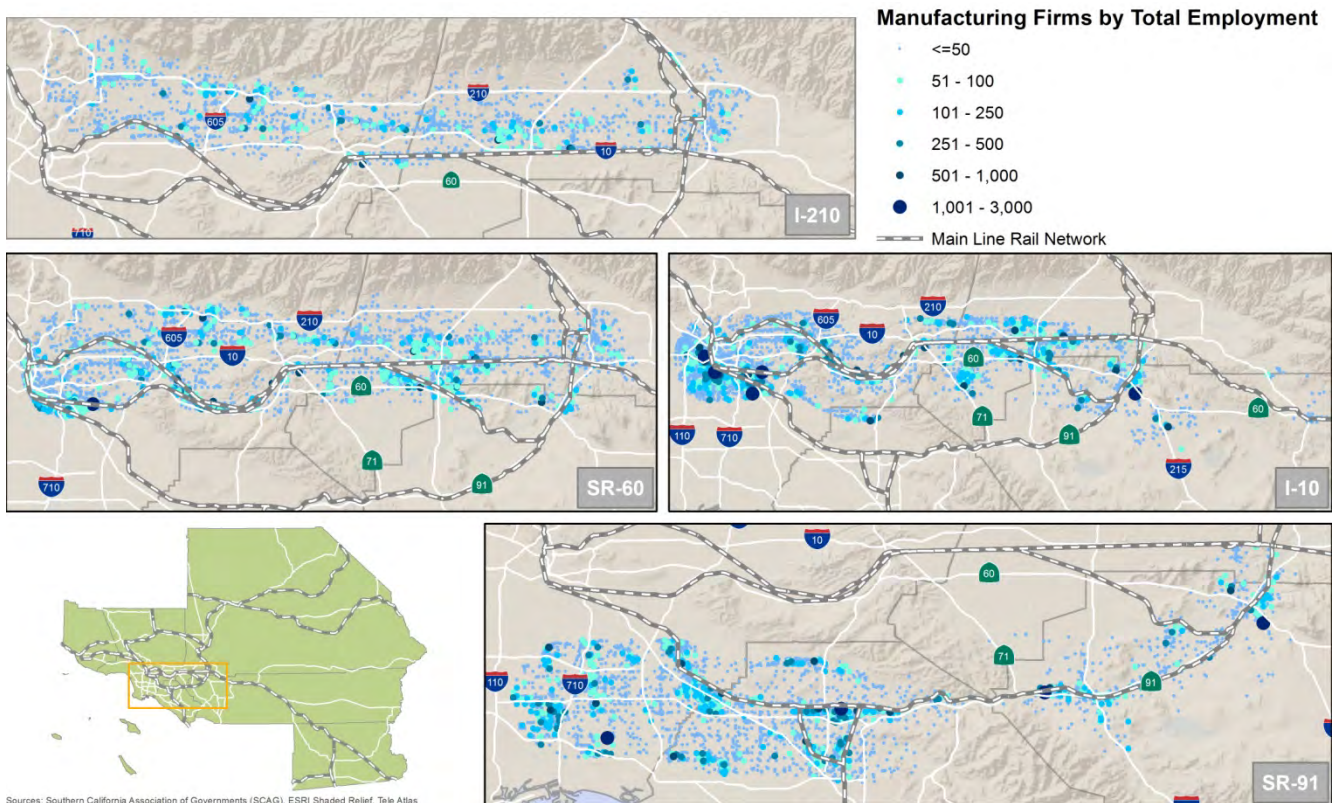 Manufacturing Firms by Total Employment
<=50
51 - 100
101 - 250
251 - 500
501 - 1,000
1,001 - 3,000
Main Line Rail Network
210
605
10
60
710
I-210
605
210
10
60
71
710
91
SR-60
605
210
10
60
71
110
710
91
60
215
I-10
10
60
71
110
710
91
SR-91
Sources: Southern California Association of Governments (SCAG), ESRI Shaded Relief, Tele Atlas